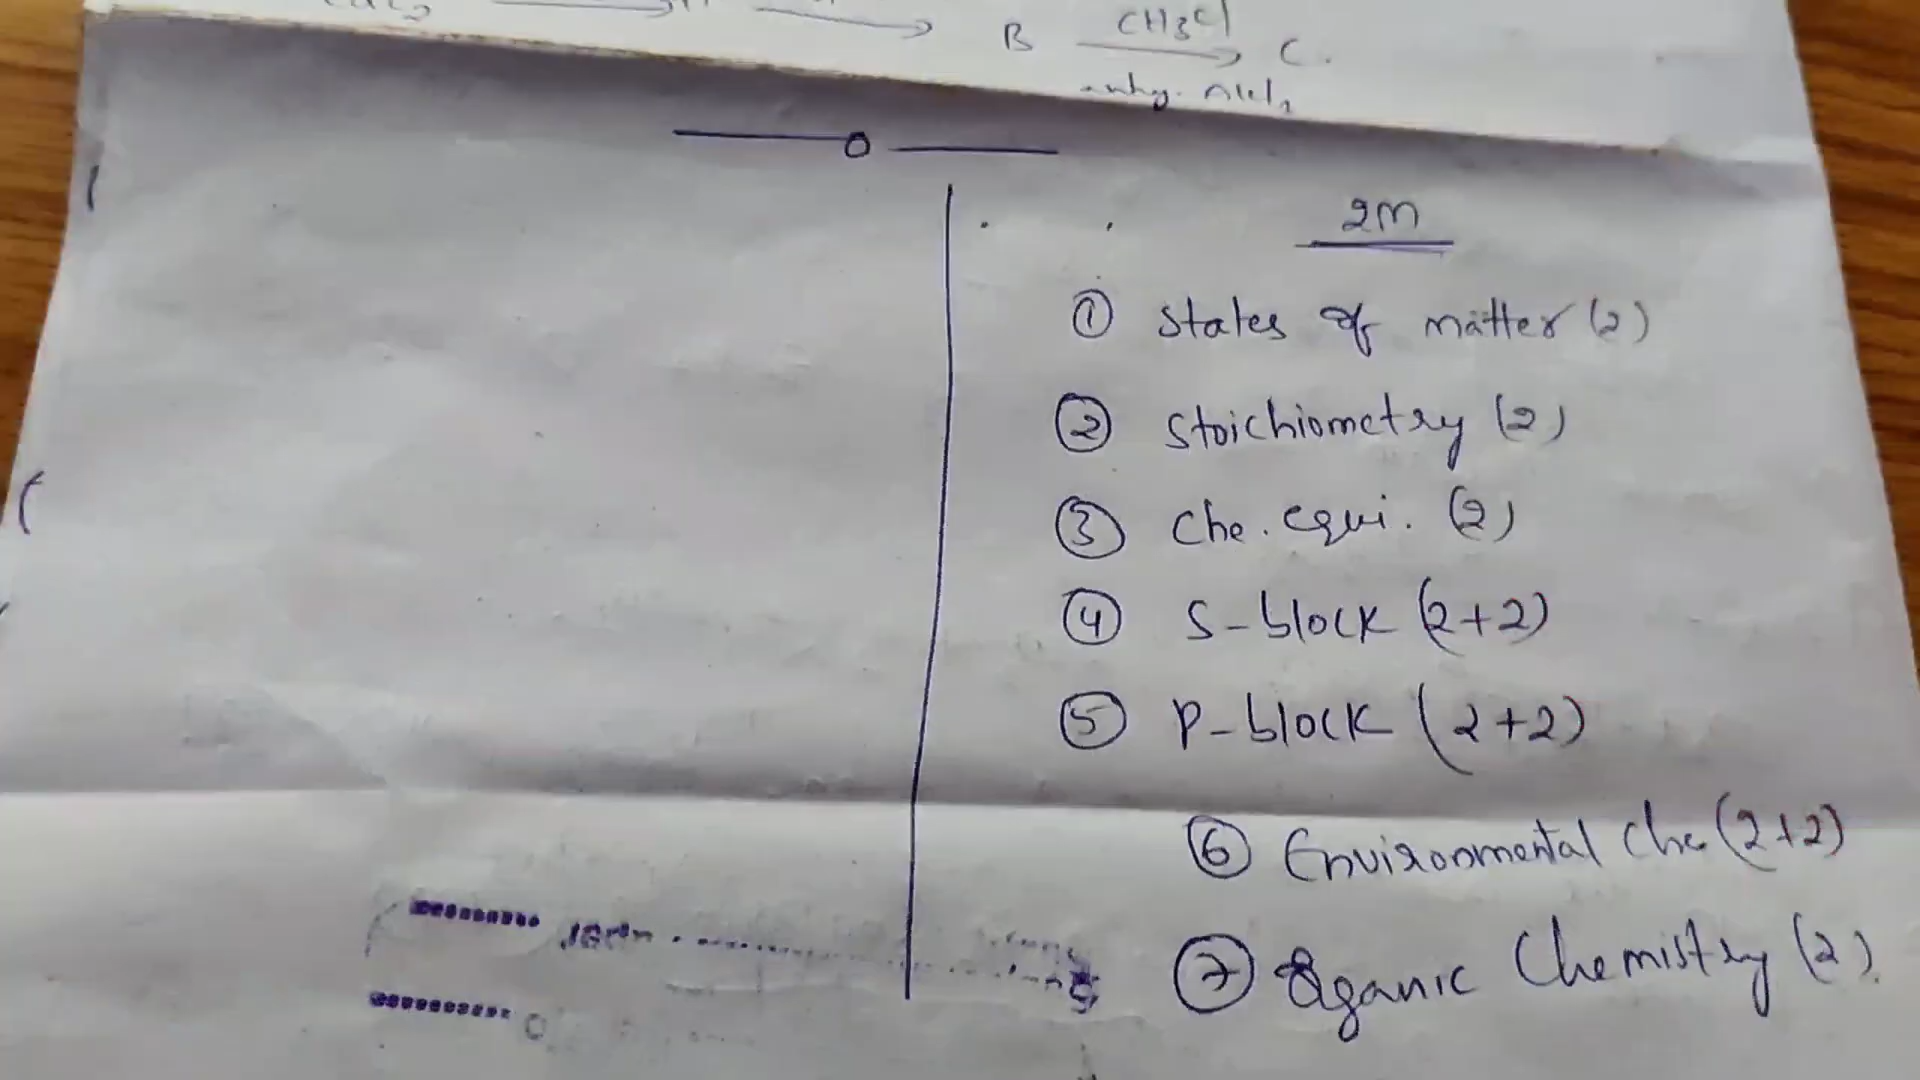 B CH3Cl C.
anhy. AlCl3
2M
① States of matter (2)
② Stoichiometry (2)
③ Che. equi. (2)
④ S-block (2+2)
⑤ P-block (2+2)
⑥ Environmental Che (2+2)
⑦ Organic Chemistry (2).